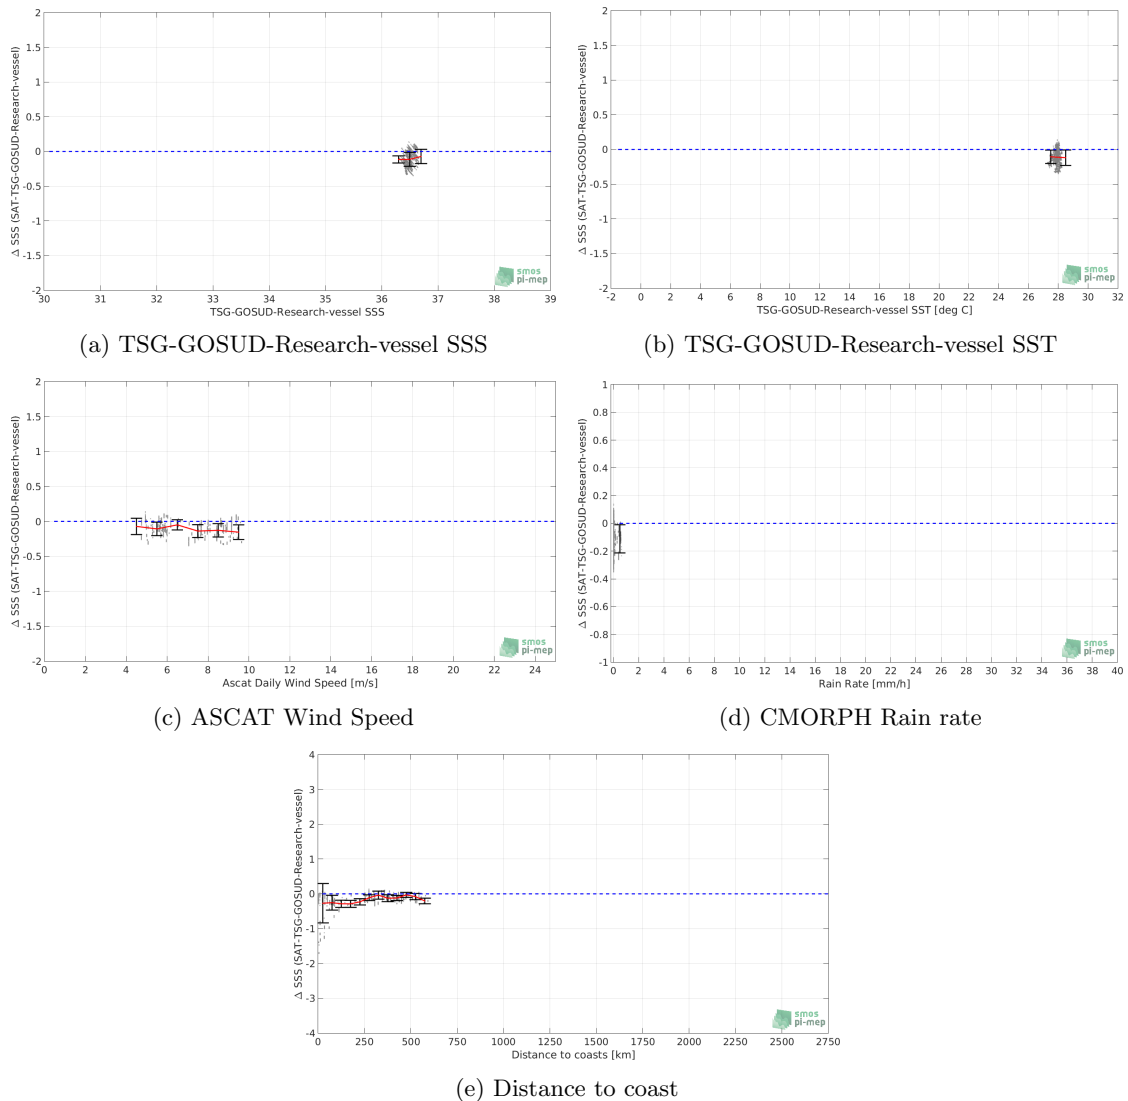 2
1.5
1
0.5
0
-0.5
-1
-1.5
-2
Δ SSS (SAT-TSG-GOSUD-Research-vessel)
30 31 32 33 34 35 36 37 38 39
TSG-GOSUD-Research-vessel SSS
smos
pi-mep
(a) TSG-GOSUD-Research-vessel SSS
2
1.5
1
0.5
0
-0.5
-1
-1.5
-2
Δ SSS (SAT-TSG-GOSUD-Research-vessel)
-2 0 2 4 6 8 10 12 14 16 18 20 22 24 26 28 30 32
TSG-GOSUD-Research-vessel SST [deg C]
smos
pi-mep
(b) TSG-GOSUD-Research-vessel SST
2
1.5
1
0.5
0
-0.5
-1
-1.5
-2
Δ SSS (SAT-TSG-GOSUD-Research-vessel)
0 2 4 6 8 10 12 14 16 18 20 22 24
Ascat Daily Wind Speed [m/s]
smos
pi-mep
(c) ASCAT Wind Speed
1
0.8
0.6
0.4
0.2
0
-0.2
-0.4
-0.6
-0.8
-1
Δ SSS (SAT-TSG-GOSUD-Research-vessel)
0 2 4 6 8 10 12 14 16 18 20 22 24 26 28 30 32 34 36 38 40
Rain Rate [mm/h]
smos
pi-mep
(d) CMORPH Rain rate
4
3
2
1
0
-1
-2
-3
-4
Δ SSS (SAT-TSG-GOSUD-Research-vessel)
0 250 500 750 1000 1250 1500 1750 2000 2250 2500 2750
Distance to coasts [km]
smos
pi-mep
(e) Distance to coast